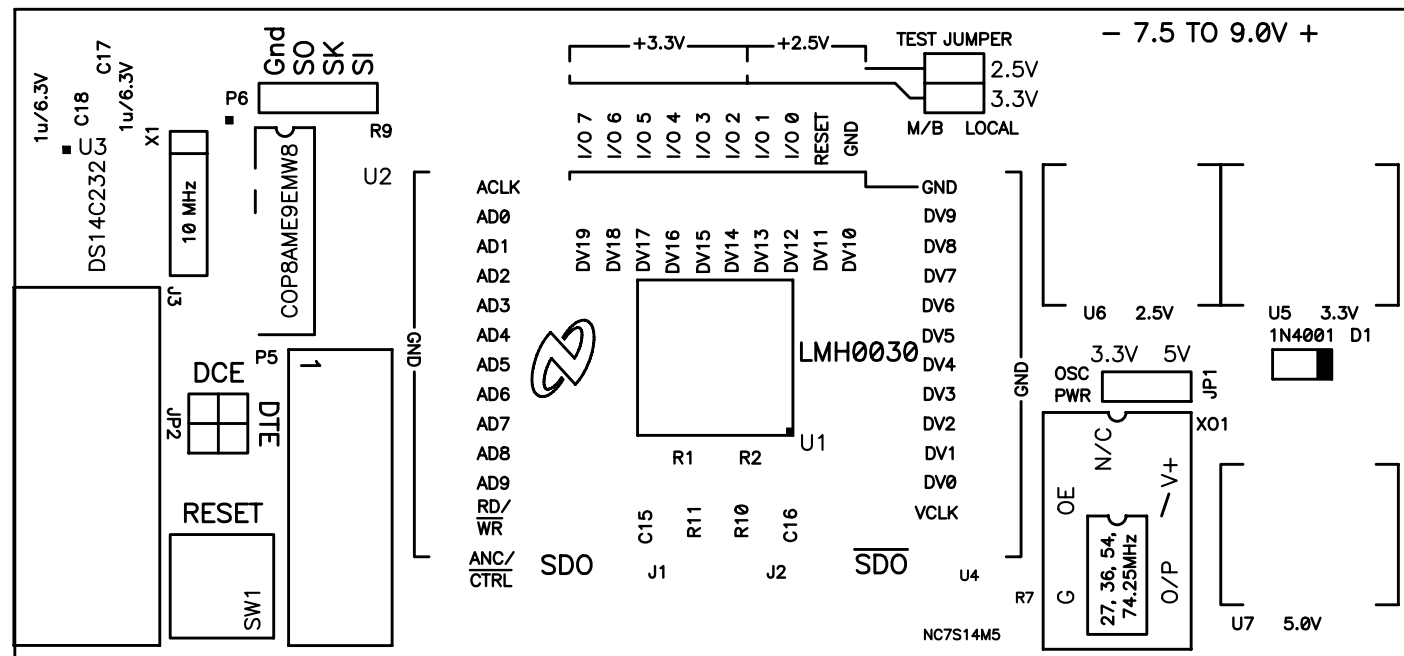 1u/6.3V
C18
C17
1u/6.3V
U3
DS14C232
X1
10 MHz
Gnd
SO
SK
SI
P6
R9
COP8AME9EMW8
U2
+3.3V
+2.5V
TEST JUMPER
2.5V
3.3V
M/B LOCAL
- 7.5 TO 9.0V +
I/O 7
I/O 6
I/O 5
I/O 4
I/O 3
I/O 2
I/O 1
I/O 0
RESET
GND
ACLK
AD0
AD1
AD2
AD3
AD4
AD5
AD6
AD7
AD8
AD9
RD/
WR
ANC/
CTRL
GND
DV19
DV18
DV17
DV16
DV15
DV14
DV13
DV12
DV11
DV10
GND
DV9
DV8
DV7
DV6
DV5
DV4
DV3
DV2
DV1
DV0
VCLK
GND
LMH0030
U1
R1
R2
C15
R11
R10
C16
SDO
J1
J2
SDO
U4
NC7S14M5
J3
P5
1
DCE
JP2
DTE
RESET
SW1
U6 2.5V
U5 3.3V
1N4001 D1
3.3V 5V
OSC
PWR
JP1
XO1
N/C
OE
V+
27, 36, 54,
74.25MHz
G
O/P
R7
U7 5.0V